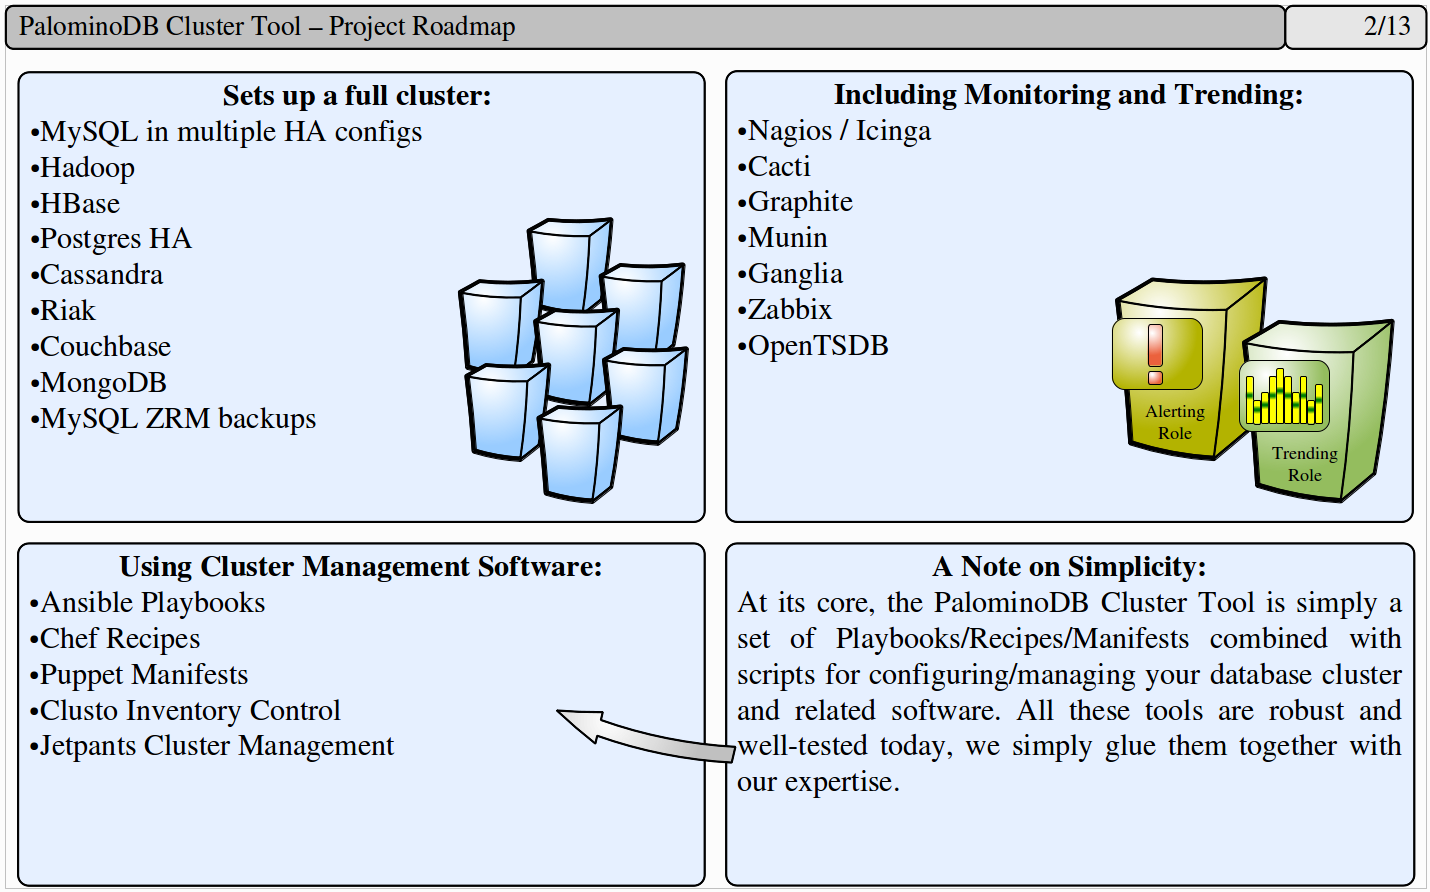 PalominoDB Cluster Tool – Project Roadmap
2/13
Sets up a full cluster:
•MySQL in multiple HA configs
•Hadoop
•HBase
•Postgres HA
•Cassandra
•Riak
•Couchbase
•MongoDB
•MySQL ZRM backups
Including Monitoring and Trending:
•Nagios / Icinga
•Cacti
•Graphite
•Munin
•Ganglia
•Zabbix
•OpenTSDB
Alerting
Role
Trending
Role
Using Cluster Management Software:
•Ansible Playbooks
•Chef Recipes
•Puppet Manifests
•Clusto Inventory Control
•Jetpants Cluster Management
A Note on Simplicity:
At its core, the PalominoDB Cluster Tool is simply a
set of Playbooks/Recipes/Manifests combined with
scripts for configuring/managing your database cluster
and related software. All these tools are robust and
well-tested today, we simply glue them together with
our expertise.